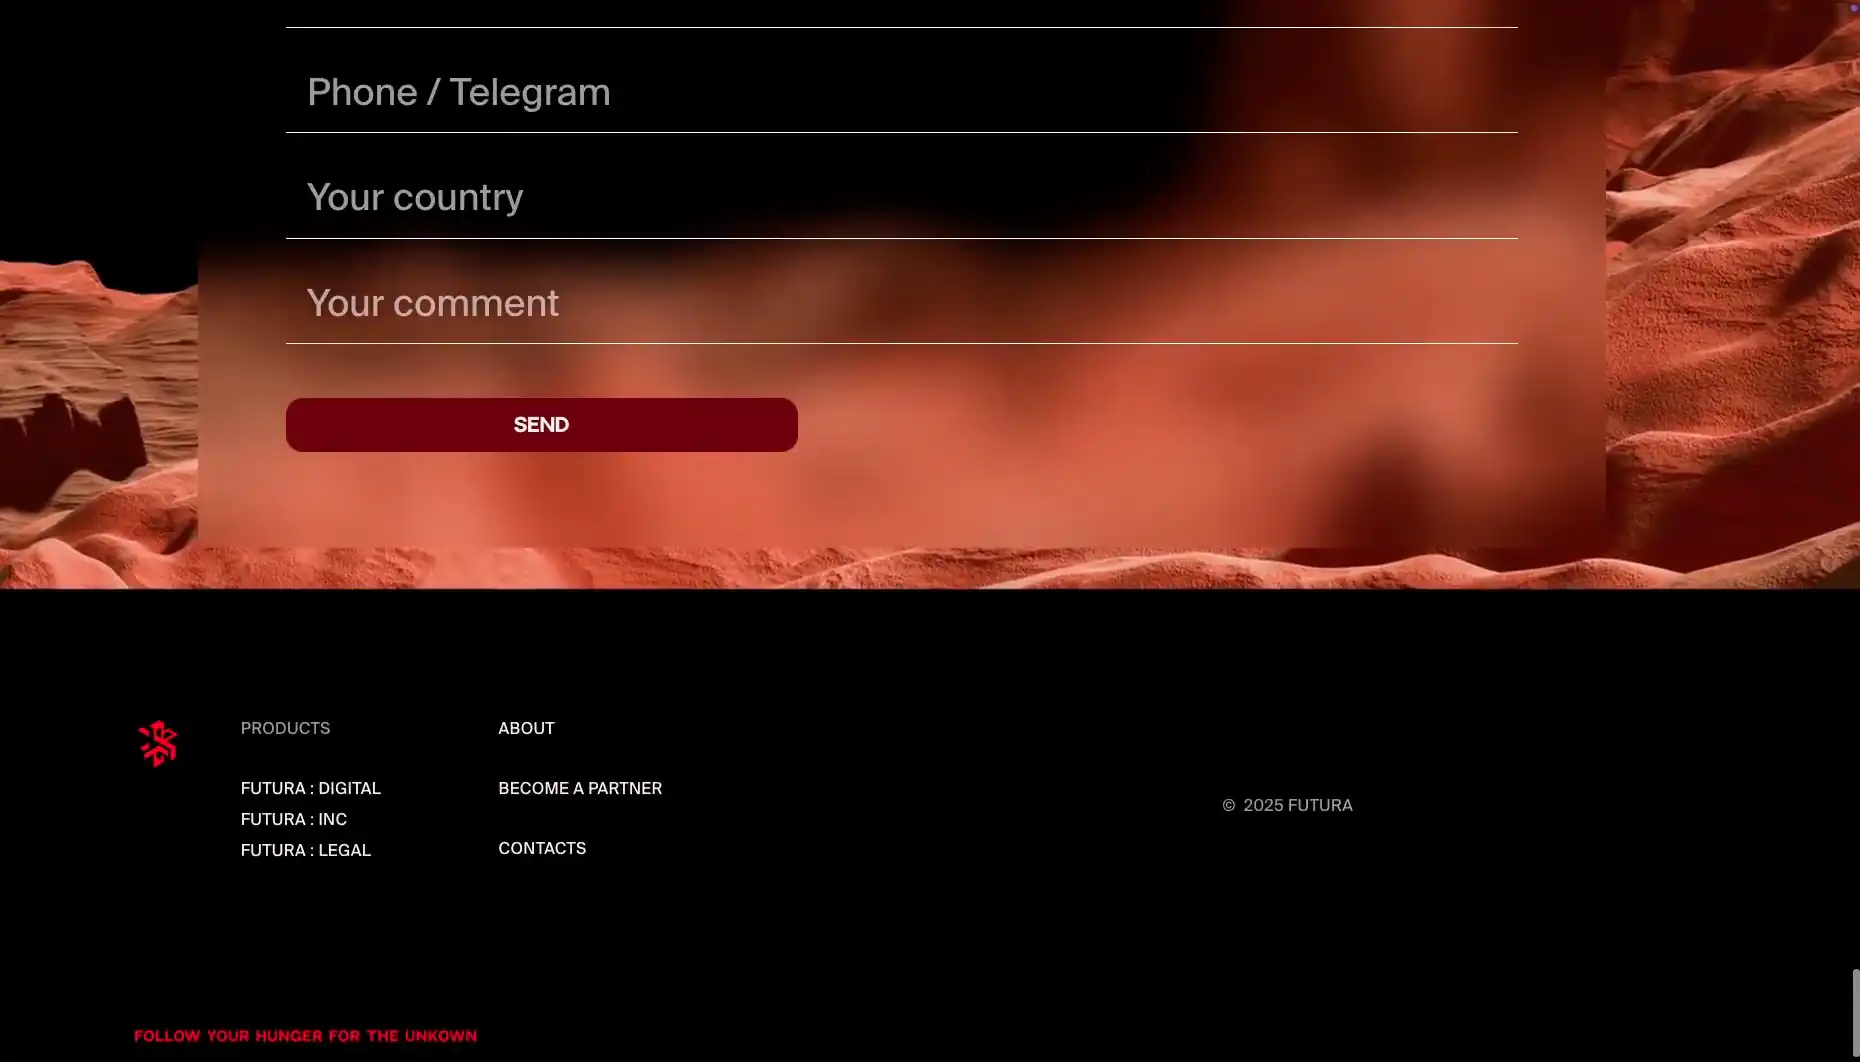 Phone / Telegram
Your country
Your comment
SEND
PRODUCTS
FUTURA : DIGITAL
FUTURA : INC
FUTURA : LEGAL
ABOUT
BECOME A PARTNER
CONTACTS
© 2025 FUTURA
FOLLOW YOUR HUNGER FOR THE UNKOWN